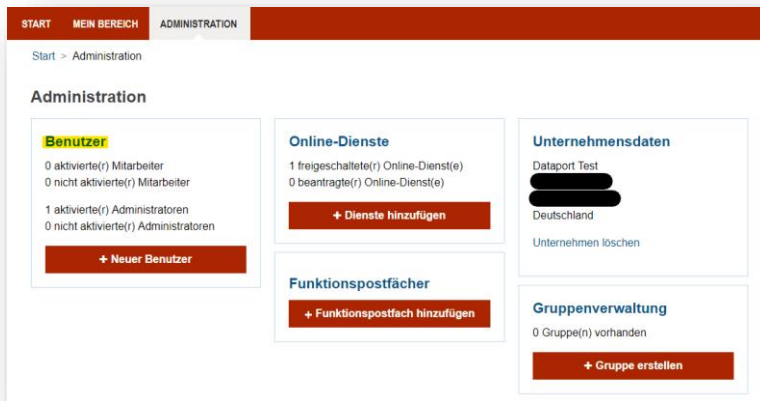 START MEIN BEREICH ADMINISTRATION
Start > Administration
Administration
Benutzer
0 aktivierte(r) Mitarbeiter
0 nicht aktivierte(r) Mitarbeiter
1 aktivierte(r) Administratoren
0 nicht aktivierte(r) Administratoren
+ Neuer Benutzer
Online-Dienste
1 freigeschaltete(r) Online-Dienst(e)
0 beantragte(r) Online-Dienst(e)
+ Dienste hinzufügen
Funktionspostfächer
+ Funktionspostfach hinzufügen
Unternehmensdaten
Dataport Test
Deutschland
Unternehmen löschen
Gruppenverwaltung
0 Gruppe(n) vorhanden
+ Gruppe erstellen